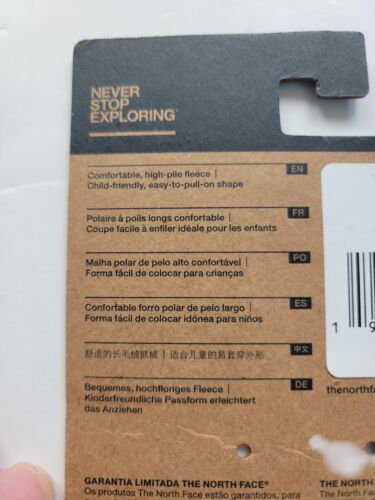 NEVER
STOP
EXPLORING™
Comfortable, high-pile fleece |
Child-friendly, easy-to-pull-on shape
EN
Polaire à poils longs confortable |
Coupe facile à enfiler idéale pour les enfants
FR
Malha polar de pelo alto confortável |
Forma fácil de colocar para crianças
PO
Confortable forro polar de pelo largo |
Forma fácil de colocar idónea para niños
ES
舒适的长毛绒抓绒 | 适合儿童的易套穿外形
中文
Bequemes, hochfloriges Fleece |
Kinderfreundliche Passform erleichtert
das Anziehen
DE
1 9
thenorthfa
GARANTIA LIMITADA THE NORTH FACE®
Os produtos The North Face estão garantidos, para
THE NOR
The North F